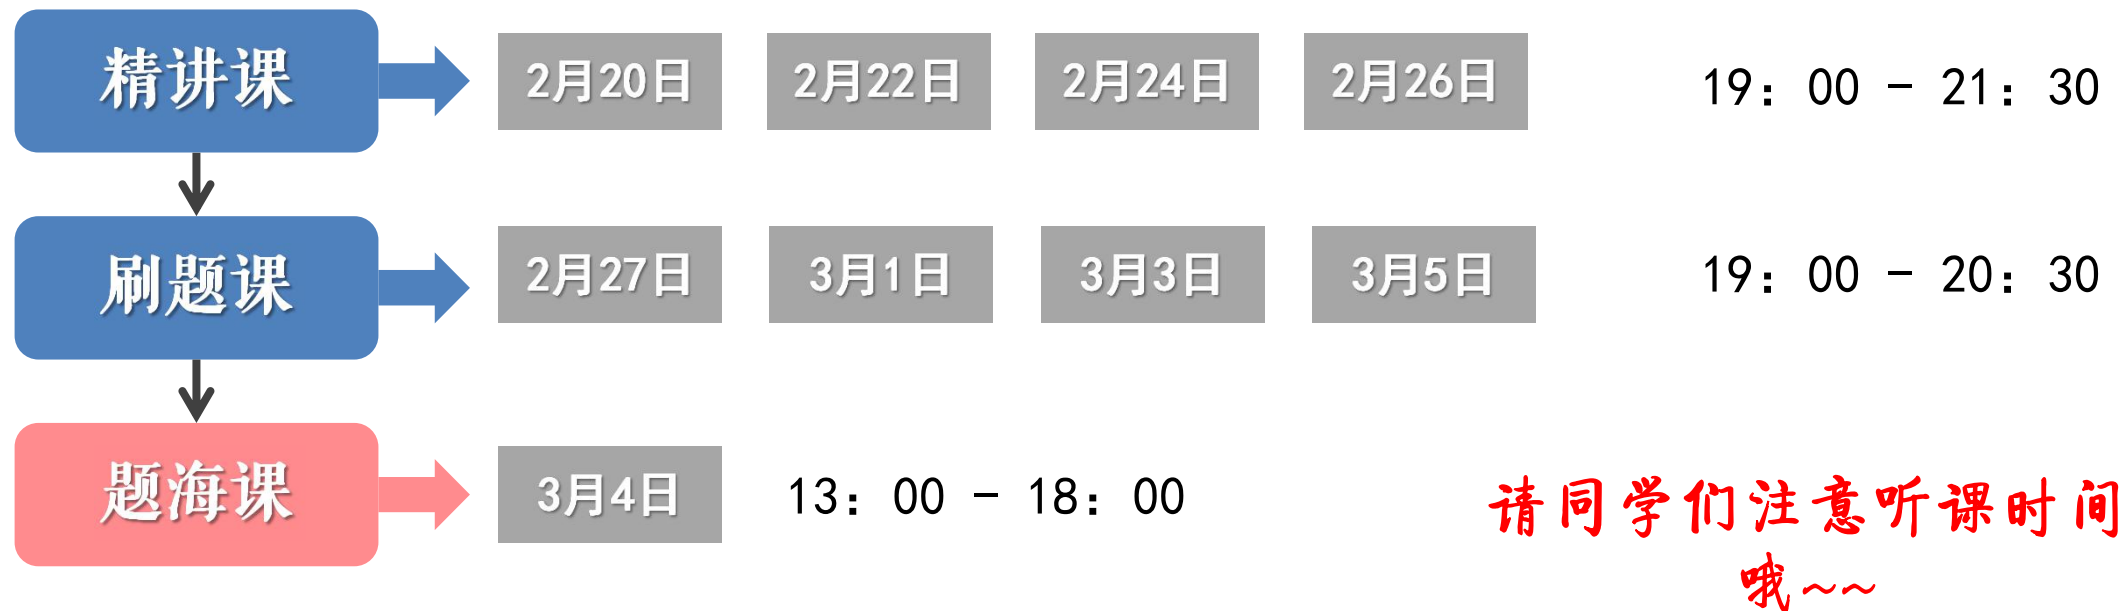 精讲课 2月20日 2月22日 2月24日 2月26日 19：00 - 21：30
刷题课 2月27日 3月1日 3月3日 3月5日 19：00 - 20：30
题海课 3月4日 13：00 - 18：00
请同学们注意听课时间
哦~~